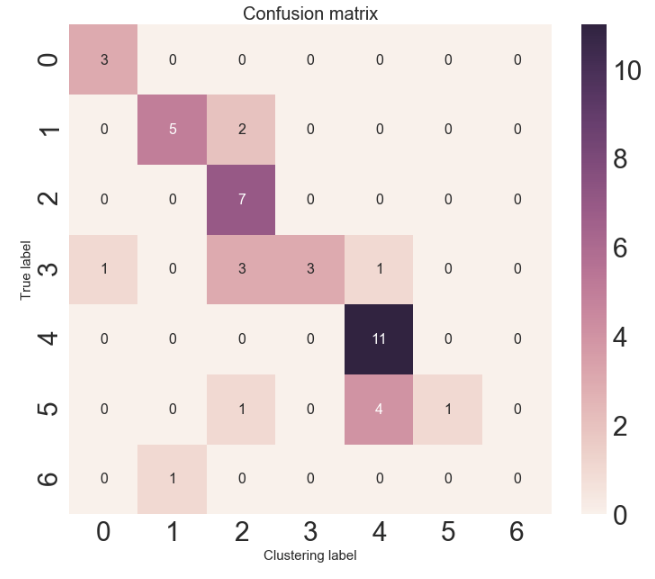 Confusion matrix
0 3 0 0 0 0 0 0
1 0 5 2 0 0 0 0
2 0 0 7 0 0 0 0
3 1 0 3 3 1 0 0
4 0 0 0 0 11 0 0
5 0 0 1 0 4 1 0
6 0 1 0 0 0 0 0
0 1 2 3 4 5 6
True label
Clustering label
10
8
6
4
2
0